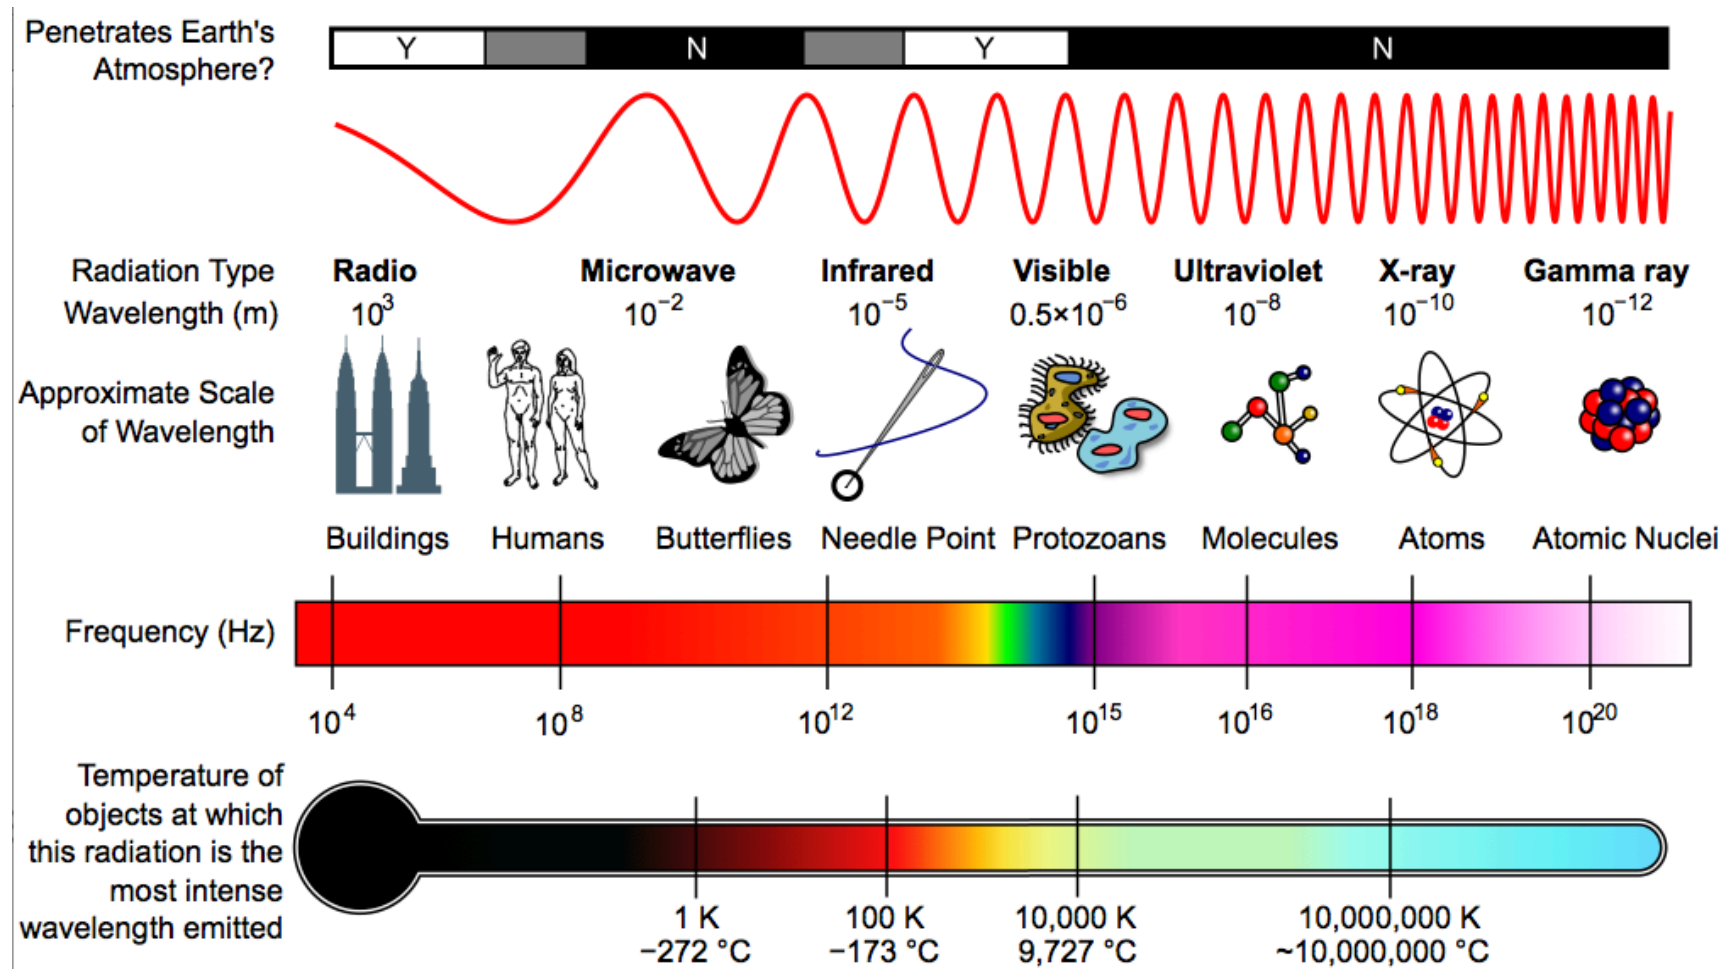 Penetrates Earth's
Atmosphere?
Y N Y N
Radiation Type Radio Microwave Infrared Visible Ultraviolet X-ray Gamma ray
Wavelength (m) 10³ 10⁻² 10⁻⁵ 0.5×10⁻⁶ 10⁻⁸ 10⁻¹⁰ 10⁻¹²
Approximate Scale
of Wavelength
Buildings Humans Butterflies Needle Point Protozoans Molecules Atoms Atomic Nuclei
Frequency (Hz)
10⁴ 10⁸ 10¹² 10¹⁵ 10¹⁶ 10¹⁸ 10²⁰
Temperature of
objects at which
this radiation is the
most intense
wavelength emitted
1 K 100 K 10,000 K 10,000,000 K
−272 °C −173 °C 9,727 °C ~10,000,000 °C